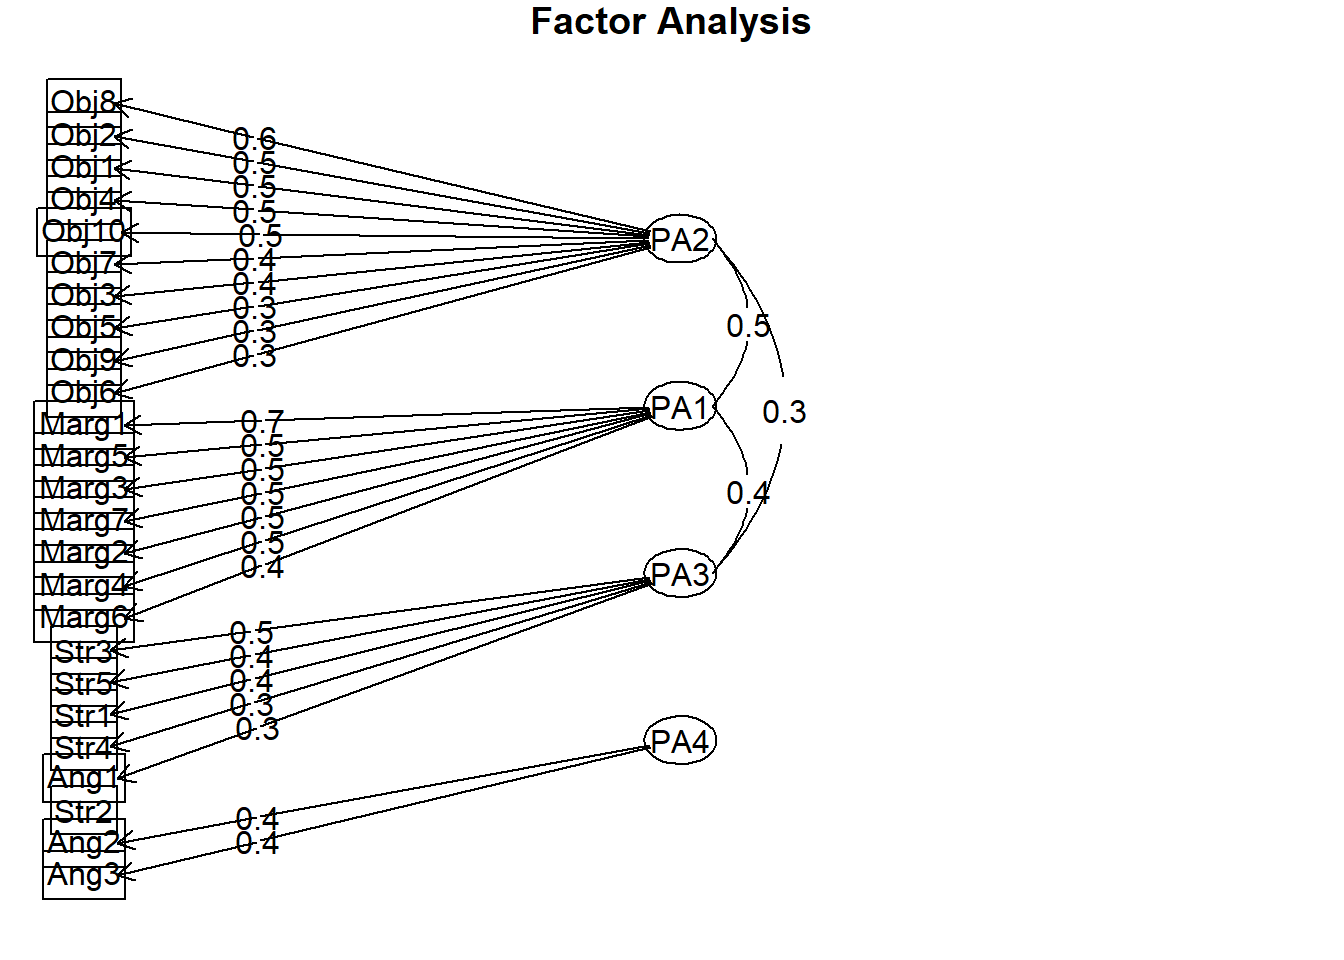 Factor Analysis
Obj8
Obj2
Obj1
Obj4
Obj10
Obj7
Obj3
Obj5
Obj9
Obj6
Marg1
Marg5
Marg3
Marg7
Marg2
Marg4
Marg6
Str3
Str5
Str1
Str4
Ang1
Str2
Ang2
Ang3
0.6
0.5
0.5
0.5
0.5
0.4
0.4
0.3
0.3
0.3
0.7
0.5
0.5
0.5
0.5
0.5
0.4
0.5
0.4
0.4
0.3
0.3
0.4
0.4
PA2
PA1
PA3
PA4
0.5
0.3
0.4